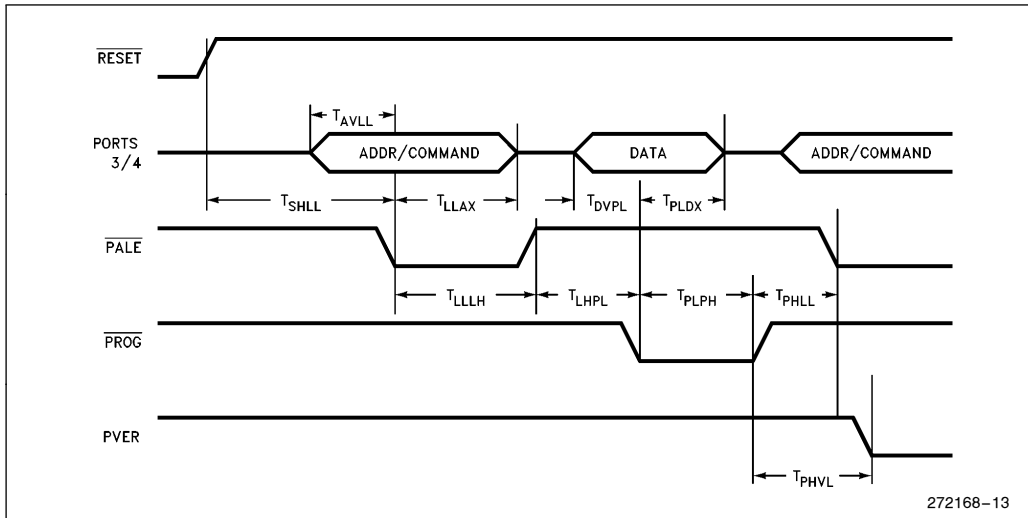 RESET
T_AVLL
PORTS 3/4
ADDR/COMMAND
DATA
ADDR/COMMAND
T_SHLL
T_LLAX
T_DVPL
T_PLDX
PALE
T_LLLH
T_LHPL
T_PLPH
T_PHLL
PROG
PVER
T_PHVL
272168–13